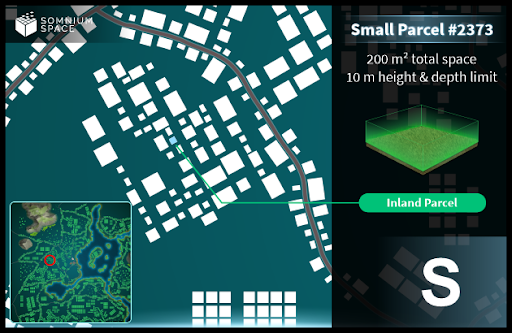 SOMNIUM
SPACE
Small Parcel #2373
200 m² total space
10 m height & depth limit
Inland Parcel
S